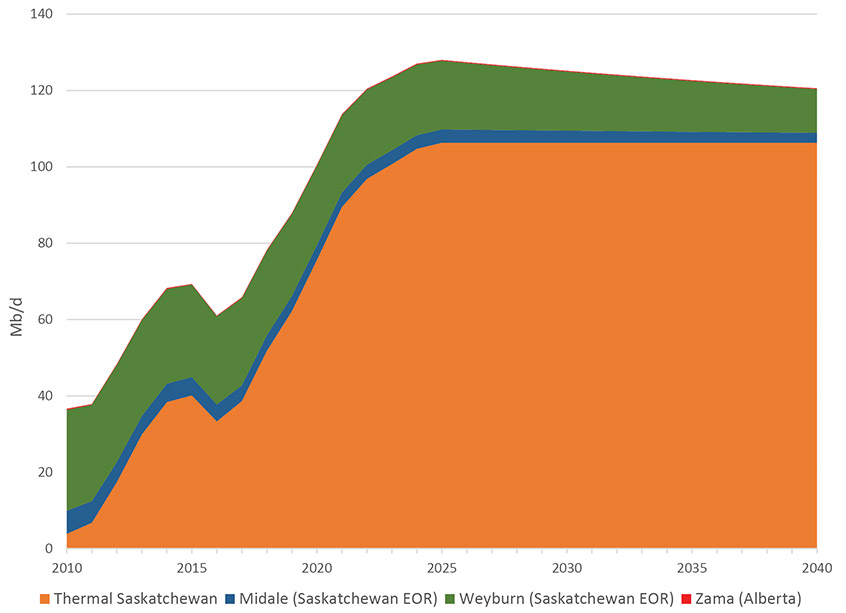 140
120
100
80
60
40
20
0
Mb/d
2010 2015 2020 2025 2030 2035 2040
Thermal Saskatchewan Midale (Saskatchewan EOR) Weyburn (Saskatchewan EOR) Zama (Alberta)